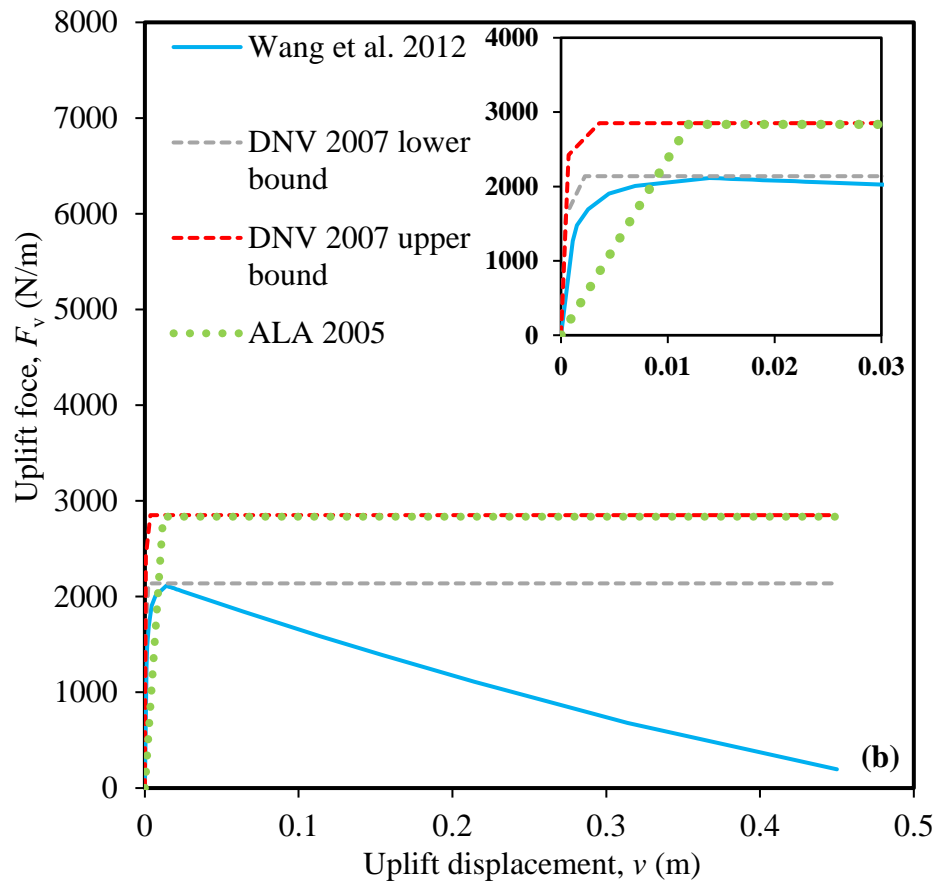 8000
7000
6000
5000
4000
3000
2000
1000
0
Uplift foce, Fv (N/m)
Wang et al. 2012
DNV 2007 lower
bound
DNV 2007 upper
bound
ALA 2005
4000
3000
2000
1000
0
0 0.01 0.02 0.03
(b)
0 0.1 0.2 0.3 0.4 0.5
Uplift displacement, v (m)